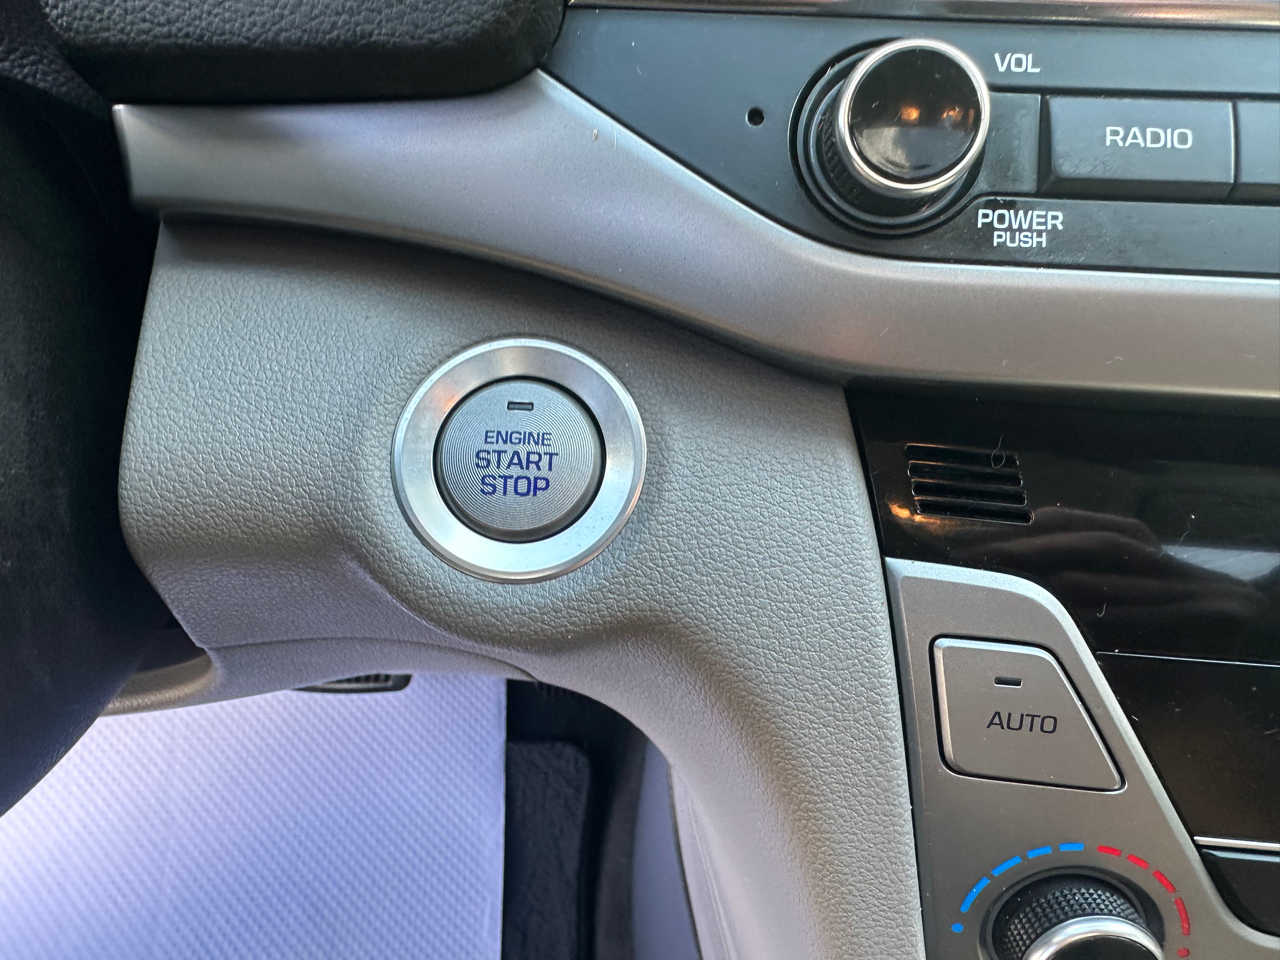 VOL
RADIO
POWER
PUSH
ENGINE
START
STOP
AUTO